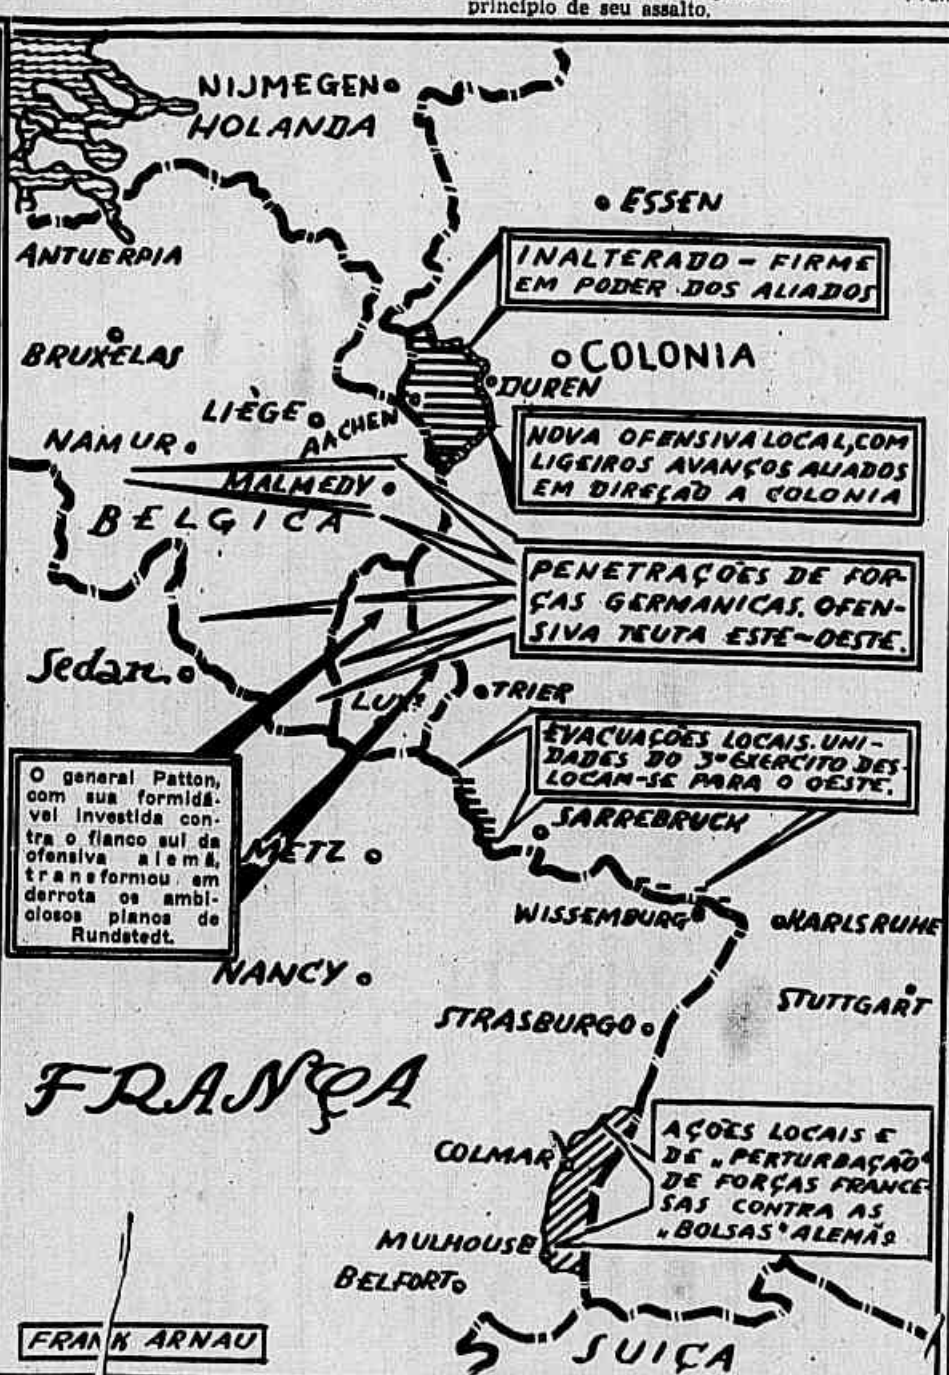 princípio de seu assalto.
NIJMEGEN
HOLANDA
ESSEN
ANTUERPIA
INALTERADO - FIRME
EM PODER DOS ALIADOS
BRUXELAS
COLONIA
DUREN
LIÈGE
AACHEN
NAMUR
NOVA OFENSIVA LOCAL, COM
LIGEIROS AVANÇOS ALIADOS
EM DIREÇÃO A COLONIA
MALMEDY
BELGICA
PENETRAÇÕES DE FOR-
ÇAS GERMANICAS. OFEN-
SIVA TEUTA ESTE-OESTE.
Sedan
LUXº
TRIER
EVACUAÇÕES LOCAIS. UNI-
DADES DO 3º EXERCITO DES-
LOCAM-SE PARA O OESTE.
O general Patton,
com sua formidá-
vel investida con-
tra o flanco sul da
ofensiva alemã,
transformou em
derrota os ambi-
ciosos planos de
Rundstedt.
SARREBRUCK
METZ
WISSEMBURG
KARLSRUHE
NANCY
STUTTGART
STRASBURGO
FRANÇA
COLMAR
AÇÕES LOCAIS E
DE „PERTURBAÇÃO“
DE FORÇAS FRANCE-
SAS CONTRA AS
„BOLSAS“ ALEMÃS
MULHOUSE
BELFORT
FRANK ARNAU
SUIÇA